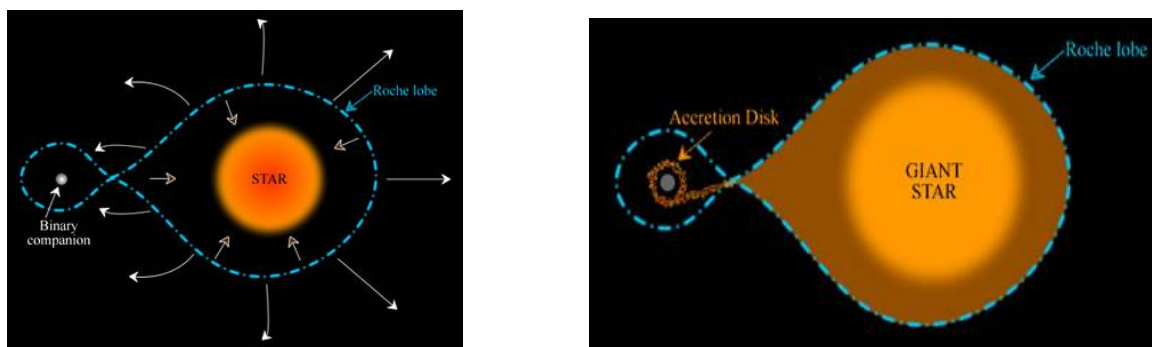 Roche lobe
STAR
Binary
companion
Roche lobe
Accretion Disk
GIANT
STAR